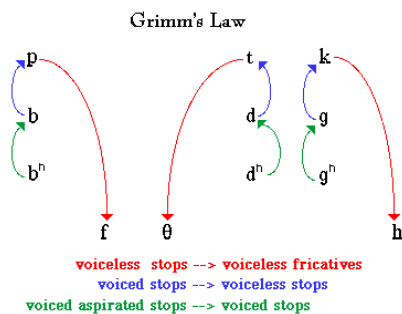 Grimm's Law
p t k
b d g
bʰ dʰ gʰ
f θ h
voiceless stops --> voiceless fricatives
voiced stops --> voiceless stops
voiced aspirated stops --> voiced stops